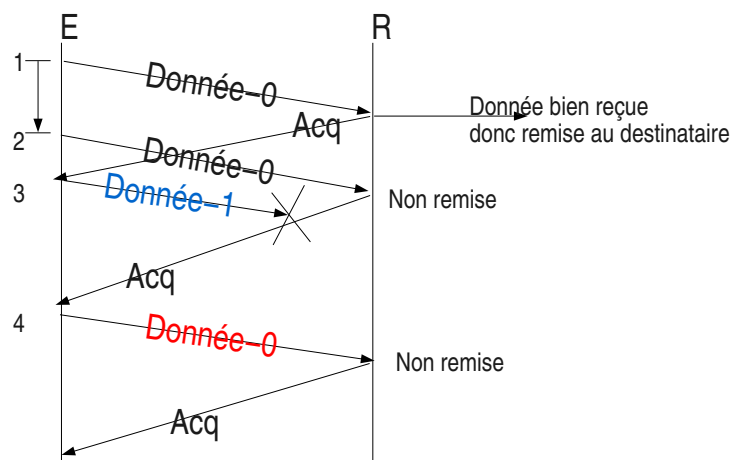 E
R
1
Donnée–0
Donnée bien reçue
donc remise au destinataire
Acq
2
Donnée–0
3
Donnée–1
Non remise
Acq
4
Donnée–0
Non remise
Acq